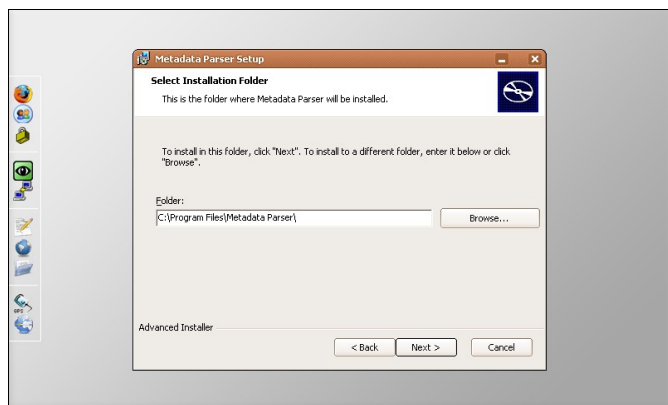 Metadata Parser Setup
Select Installation Folder
This is the folder where Metadata Parser will be installed.
To install in this folder, click "Next". To install to a different folder, enter it below or click
"Browse".
Folder:
C:\Program Files\Metadata Parser\
Browse...
Advanced Installer
< Back
Next >
Cancel
GPS